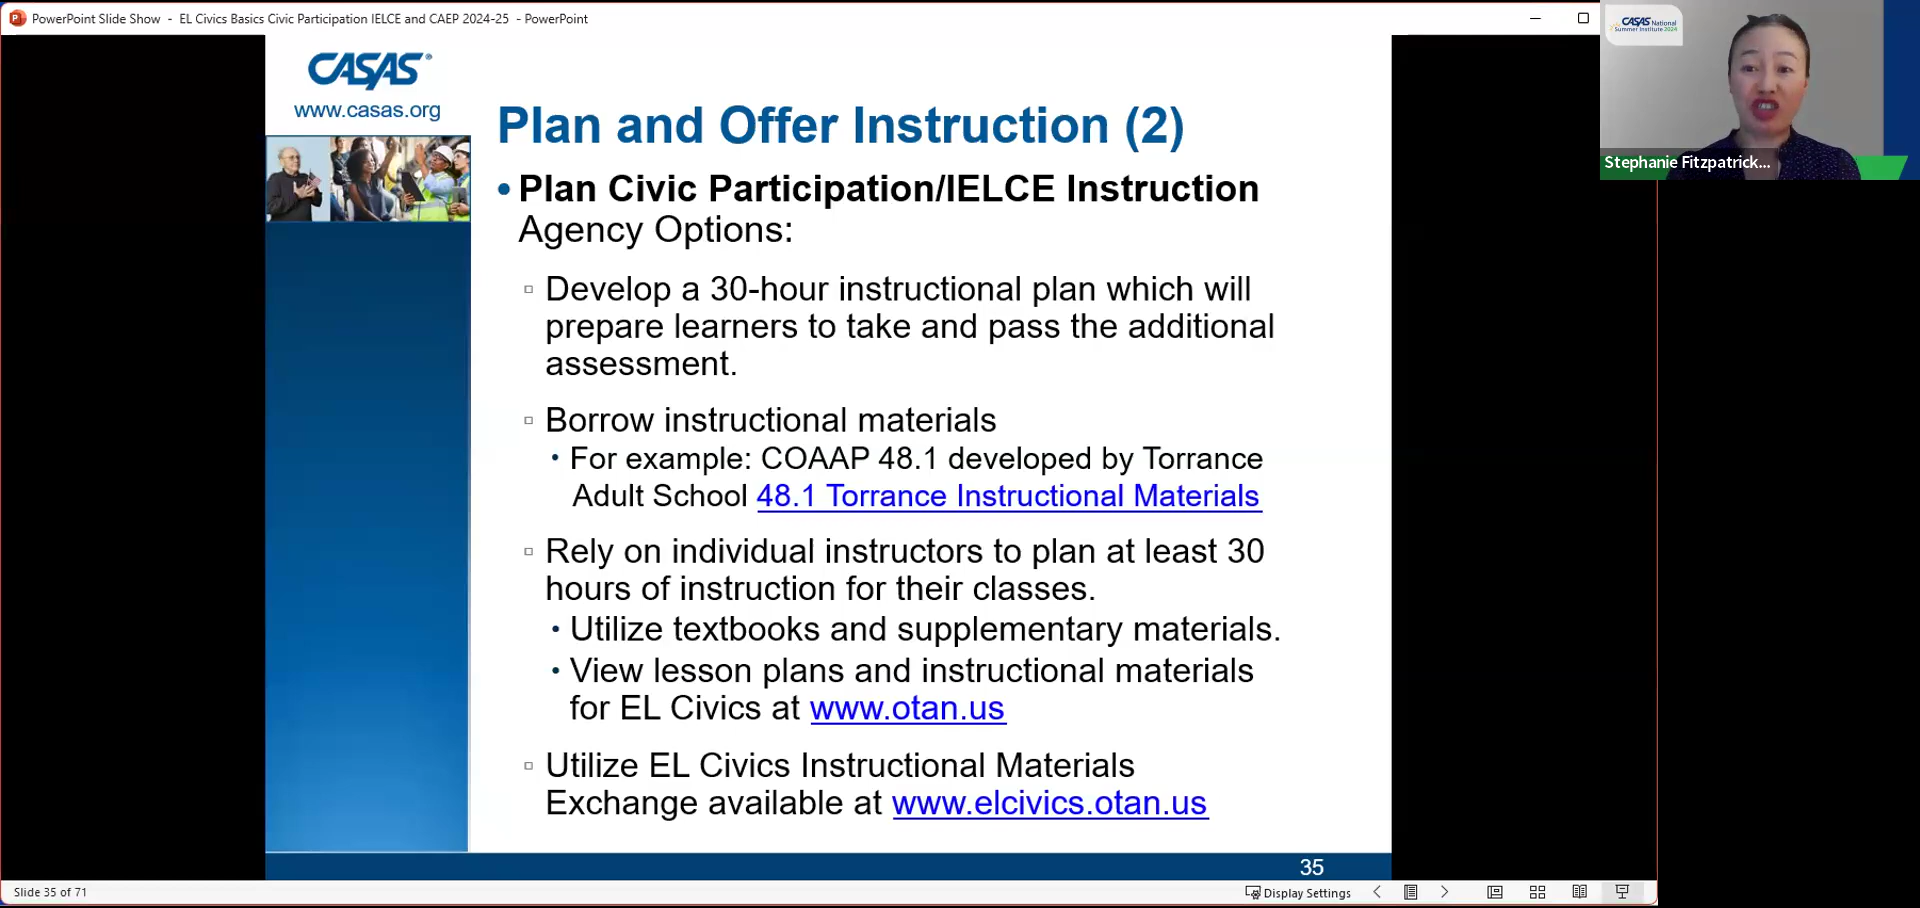 PowerPoint Slide Show - EL Civics Basics Civic Participation IELCE and CAEP 2024-25 - PowerPoint
CASAS National
Summer Institute 2024
Stephanie Fitzpatrick...
CASAS®
www.casas.org
Plan and Offer Instruction (2)
• Plan Civic Participation/IELCE Instruction
Agency Options:
▫ Develop a 30-hour instructional plan which will
prepare learners to take and pass the additional
assessment.
▫ Borrow instructional materials
• For example: COAAP 48.1 developed by Torrance
Adult School 48.1 Torrance Instructional Materials
▫ Rely on individual instructors to plan at least 30
hours of instruction for their classes.
• Utilize textbooks and supplementary materials.
• View lesson plans and instructional materials
for EL Civics at www.otan.us
▫ Utilize EL Civics Instructional Materials
Exchange available at www.elcivics.otan.us
35
Slide 35 of 71
Display Settings